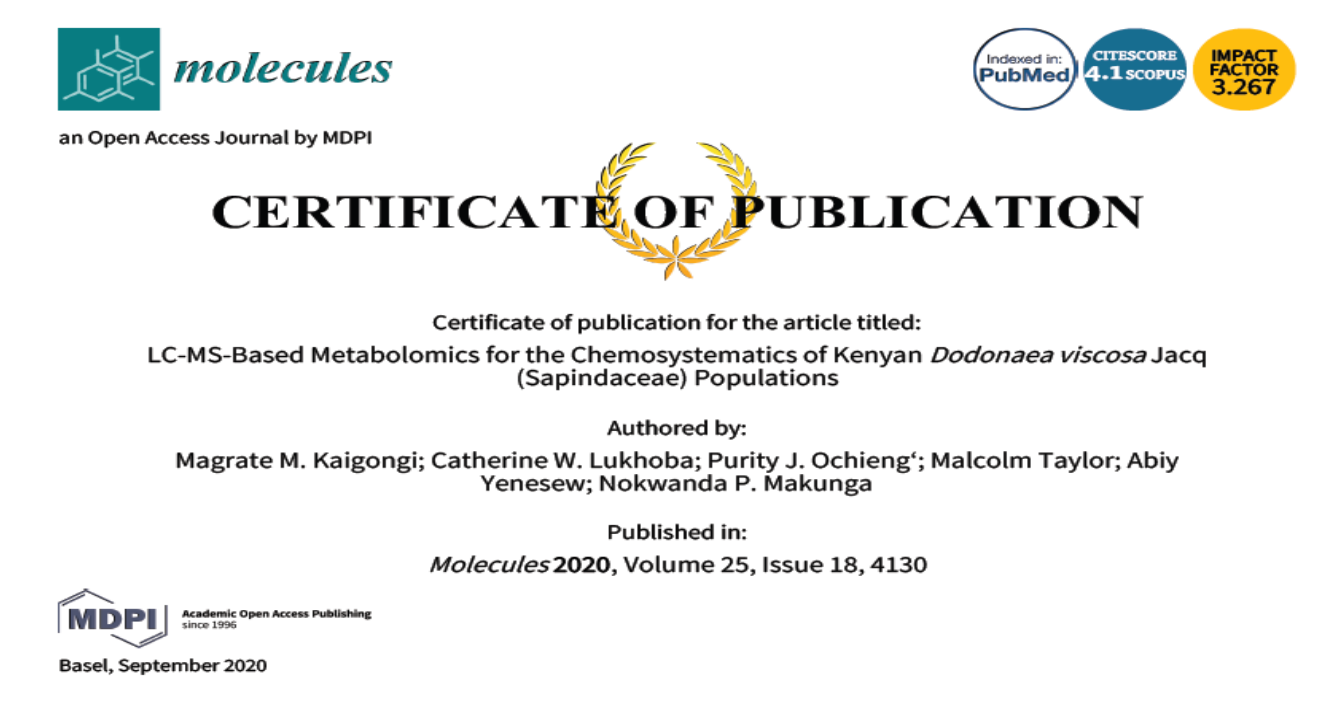 molecules
Indexed in:
PubMed
CITESCORE
4.1 SCOPUS
IMPACT
FACTOR
3.267
an Open Access Journal by MDPI
CERTIFICATE OF PUBLICATION
Certificate of publication for the article titled:
LC-MS-Based Metabolomics for the Chemosystematics of Kenyan Dodonaea viscosa Jacq
(Sapindaceae) Populations
Authored by:
Magrate M. Kaigongi; Catherine W. Lukhoba; Purity J. Ochieng‘; Malcolm Taylor; Abiy
Yenesew; Nokwanda P. Makunga
Published in:
Molecules 2020, Volume 25, Issue 18, 4130
MDPI
Academic Open Access Publishing
since 1996
Basel, September 2020